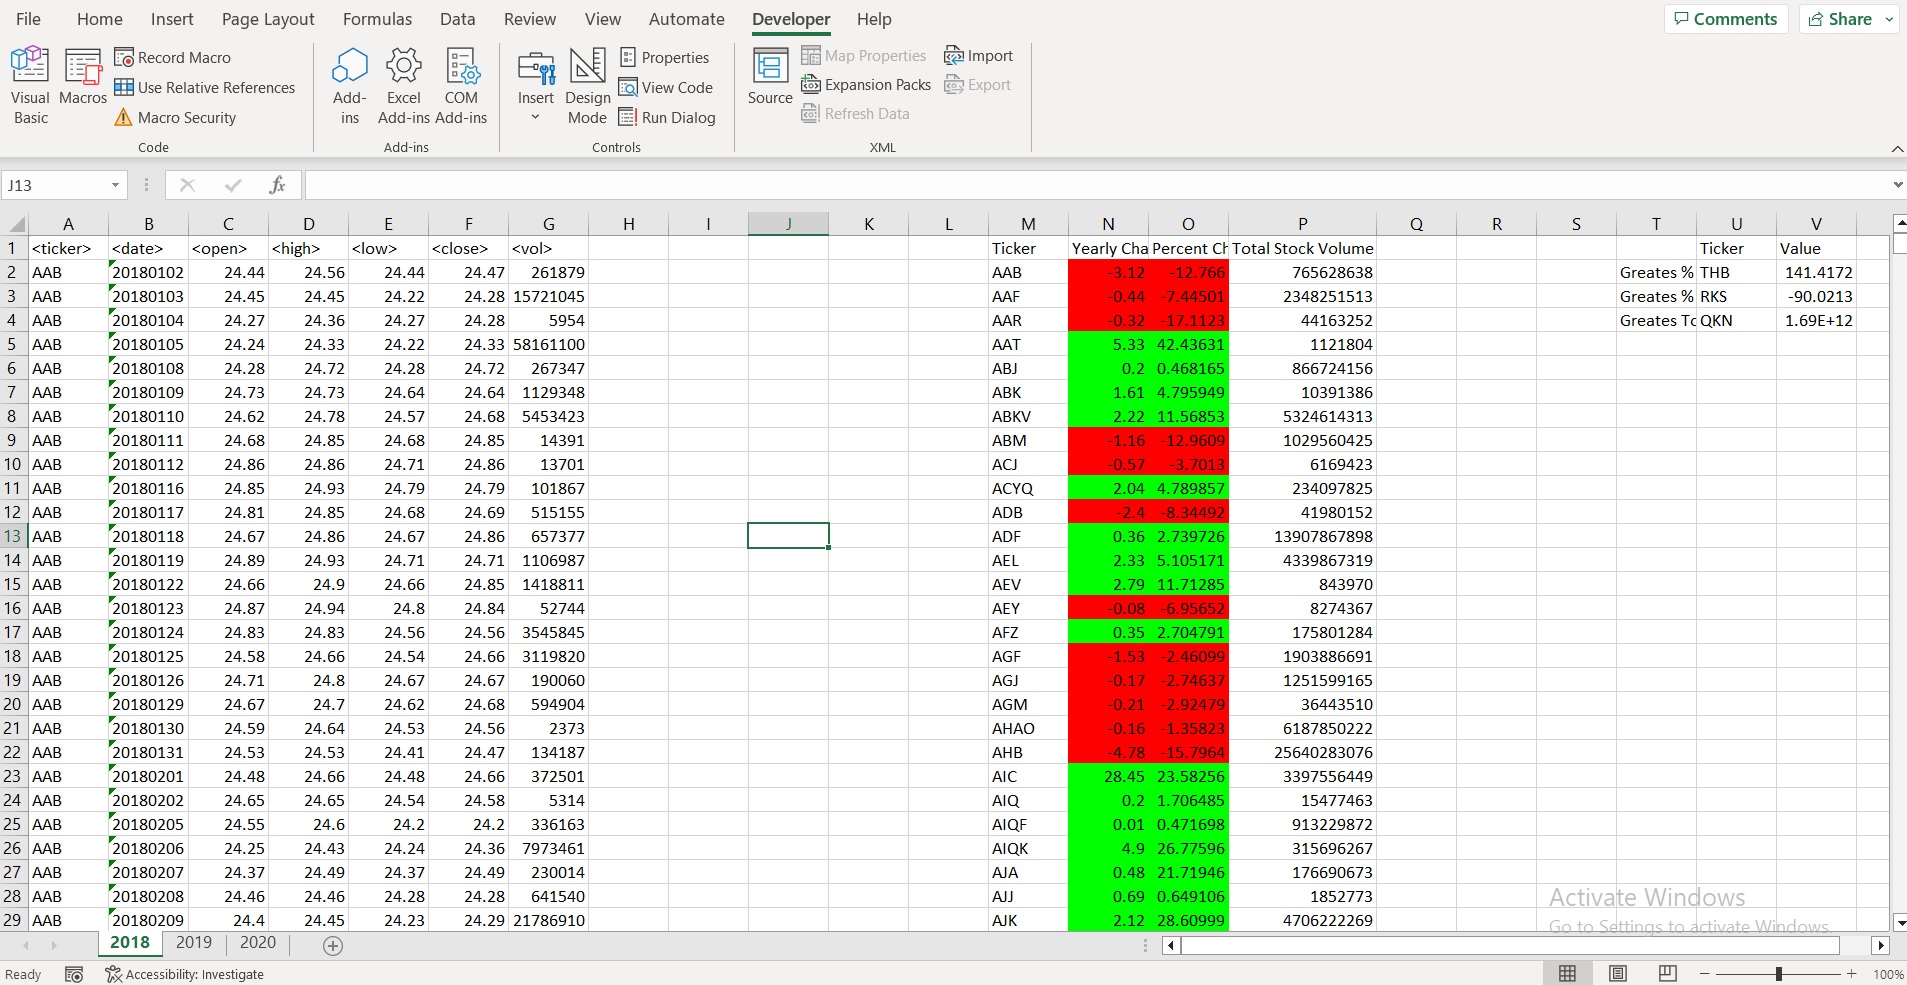 File Home Insert Page Layout Formulas Data Review View Automate Developer Help Comments Share
Visual Basic
Macros
Record Macro
Use Relative References
Macro Security
Code
Add-ins
Excel Add-ins
COM Add-ins
Add-ins
Insert
Design Mode
Properties
View Code
Run Dialog
Controls
Source
Map Properties
Expansion Packs
Refresh Data
Import
Export
XML
J13 fx
A B C D E F G H I J K L M N O P Q R S T U V
1 <ticker> <date> <open> <high> <low> <close> <vol> Ticker Yearly Cha Percent Ch Total Stock Volume Ticker Value
2 AAB 20180102 24.44 24.56 24.44 24.47 261879 AAB -3.12 -12.766 765628638 Greates % THB 141.4172
3 AAB 20180103 24.45 24.45 24.22 24.28 15721045 AAF -0.44 -7.44501 2348251513 Greates % RKS -90.0213
4 AAB 20180104 24.27 24.36 24.27 24.28 5954 AAR -0.32 -17.1123 44163252 Greates Tc QKN 1.69E+12
5 AAB 20180105 24.24 24.33 24.22 24.33 58161100 AAT 5.33 42.43631 1121804
6 AAB 20180108 24.28 24.72 24.28 24.72 267347 ABJ 0.2 0.468165 866724156
7 AAB 20180109 24.73 24.73 24.64 24.64 1129348 ABK 1.61 4.795949 10391386
8 AAB 20180110 24.62 24.78 24.57 24.68 5453423 ABKV 2.22 11.56853 5324614313
9 AAB 20180111 24.68 24.85 24.68 24.85 14391 ABM -1.16 -12.9609 1029560425
10 AAB 20180112 24.86 24.86 24.71 24.86 13701 ACJ -0.57 -3.7013 6169423
11 AAB 20180116 24.85 24.93 24.79 24.79 101867 ACYQ 2.04 4.789857 234097825
12 AAB 20180117 24.81 24.85 24.68 24.69 515155 ADB -2.4 -8.34492 41980152
13 AAB 20180118 24.67 24.86 24.67 24.86 657377 ADF 0.36 2.739726 13907867898
14 AAB 20180119 24.89 24.93 24.71 24.71 1106987 AEL 2.33 5.105171 4339867319
15 AAB 20180122 24.66 24.9 24.66 24.85 1418811 AEV 2.79 11.71285 843970
16 AAB 20180123 24.87 24.94 24.8 24.84 52744 AEY -0.08 -6.95652 8274367
17 AAB 20180124 24.83 24.83 24.56 24.56 3545845 AFZ 0.35 2.704791 175801284
18 AAB 20180125 24.58 24.66 24.54 24.66 3119820 AGF -1.53 -2.46099 1903886691
19 AAB 20180126 24.71 24.8 24.67 24.67 190060 AGJ -0.17 -2.74637 1251599165
20 AAB 20180129 24.67 24.7 24.62 24.68 594904 AGM -0.21 -2.92479 36443510
21 AAB 20180130 24.59 24.64 24.53 24.56 2373 AHAO -0.16 -1.35823 6187850222
22 AAB 20180131 24.53 24.53 24.41 24.47 134187 AHB -4.78 -15.7964 25640283076
23 AAB 20180201 24.48 24.66 24.48 24.66 372501 AIC 28.45 23.58256 3397556449
24 AAB 20180202 24.65 24.65 24.54 24.58 5314 AIQ 0.2 1.706485 15477463
25 AAB 20180205 24.55 24.6 24.2 24.2 336163 AIQF 0.01 0.471698 913229872
26 AAB 20180206 24.25 24.43 24.24 24.36 7973461 AIQK 4.9 26.77596 315696267
27 AAB 20180207 24.37 24.49 24.37 24.49 230014 AJA 0.48 21.71946 176690673
28 AAB 20180208 24.46 24.46 24.28 24.28 641540 AJJ 0.69 0.649106 1852773
29 AAB 20180209 24.4 24.45 24.23 24.29 21786910 AJK 2.12 28.60999 4706222269
Activate Windows
Go to Settings to activate Windows.
2018 2019 2020
Ready Accessibility: Investigate 100%